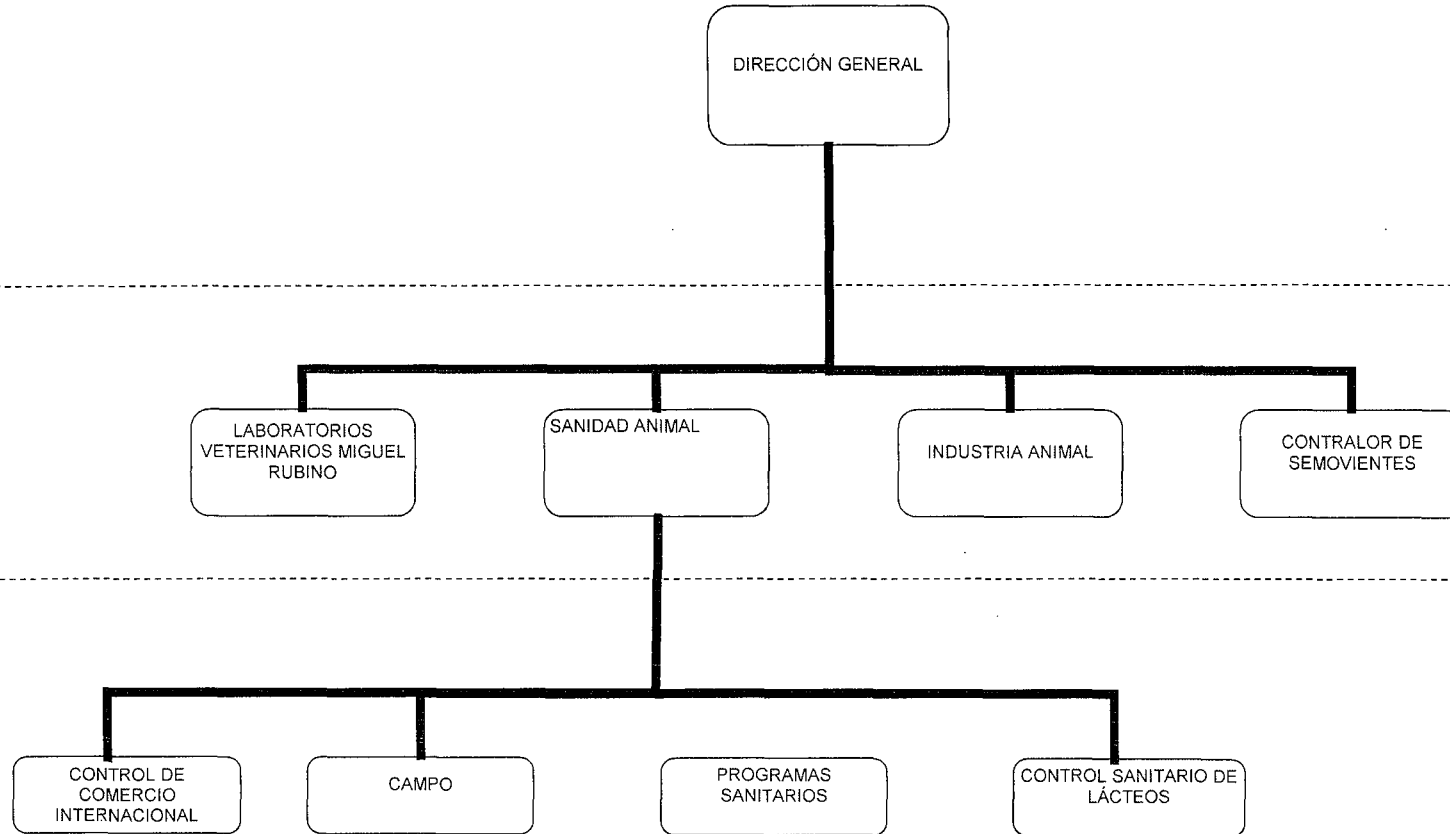 DIRECCIÓN GENERAL
LABORATORIOS
VETERINARIOS MIGUEL
RUBINO
SANIDAD ANIMAL
INDUSTRIA ANIMAL
CONTRALOR DE
SEMOVIENTES
CONTROL DE
COMERCIO
INTERNACIONAL
CAMPO
PROGRAMAS
SANITARIOS
CONTROL SANITARIO DE
LÁCTEOS